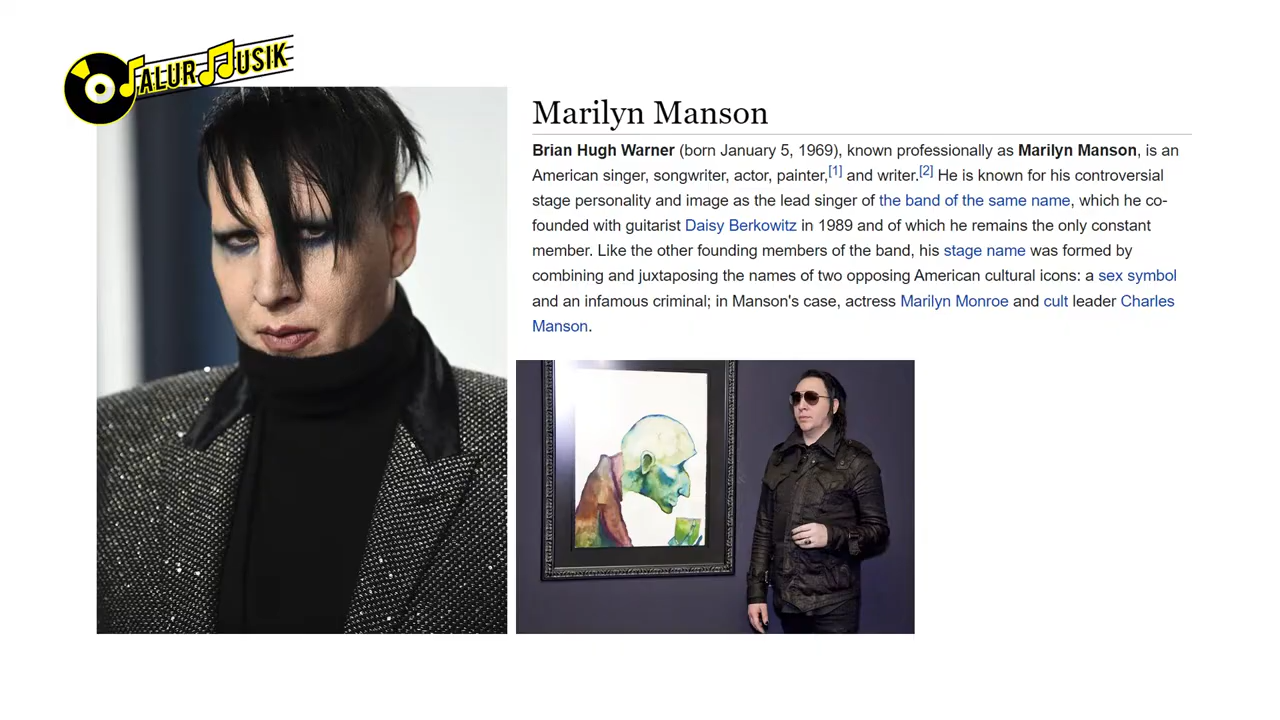 ALUR MUSIK
Marilyn Manson
Brian Hugh Warner (born January 5, 1969), known professionally as Marilyn Manson, is an
American singer, songwriter, actor, painter,[1] and writer.[2] He is known for his controversial
stage personality and image as the lead singer of the band of the same name, which he co-
founded with guitarist Daisy Berkowitz in 1989 and of which he remains the only constant
member. Like the other founding members of the band, his stage name was formed by
combining and juxtaposing the names of two opposing American cultural icons: a sex symbol
and an infamous criminal; in Manson's case, actress Marilyn Monroe and cult leader Charles
Manson.